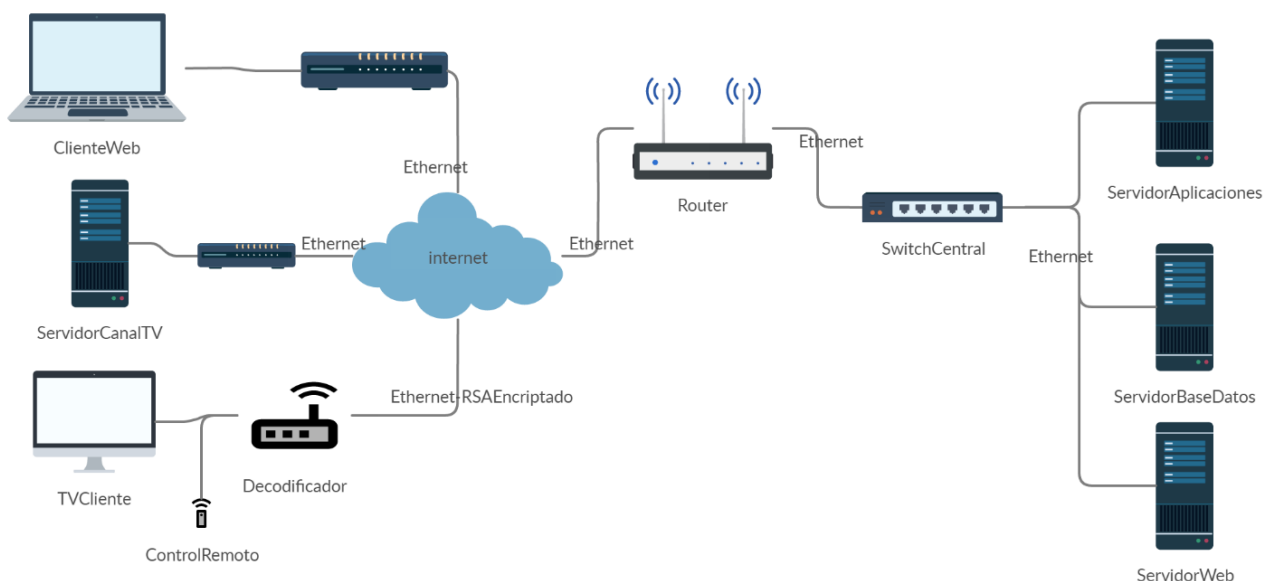 ClienteWeb
Ethernet
ServidorCanalTV
Ethernet
internet
Ethernet
Router
Ethernet
SwitchCentral
Ethernet
ServidorAplicaciones
ServidorBaseDatos
ServidorWeb
TVCliente
ControlRemoto
Decodificador
Ethernet-RSAEncriptado